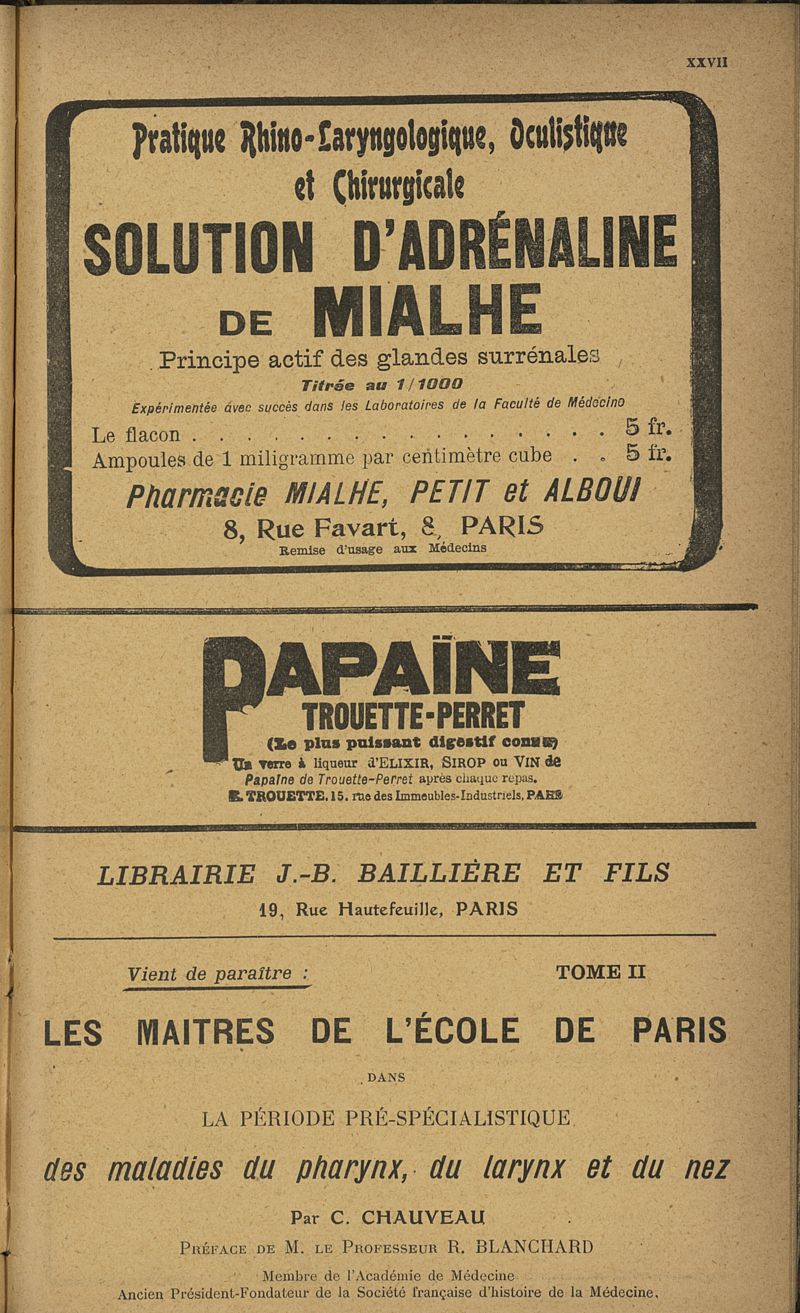 XXVII
Pratique Rhino-Laryngologique, Oculistique
et Chirurgicale
SOLUTION D'ADRÉNALINE
DE MIALHE
Principe actif des glandes surrénales
Titrée au 1/1000
Expérimentée avec succès dans les Laboratoires de la Faculté de Médecine
Le flacon . . . . . . . . . . . . . . . . 5 fr.
Ampoules de 1 miligramme par centimètre cube . . 5 fr.
Pharmacie MIALHE, PETIT et ALBOUI
8, Rue Favart, 8, PARIS
Remise d'usage aux Médecins
PAPAÏNE
TROUETTE-PERRET
(Le plus puissant digestif connu)
Un verre à liqueur d'ELIXIR, SIROP ou VIN de
Papaïne de Trouette-Perret après chaque repas.
E. TROUETTE, 15, rue des Immeubles-Industriels, PARIS
LIBRAIRIE J.-B. BAILLIÈRE ET FILS
19, Rue Hautefeuille, PARIS
Vient de paraître : TOME II
LES MAITRES DE L'ÉCOLE DE PARIS
DANS
LA PÉRIODE PRÉ-SPÉCIALISTIQUE
des maladies du pharynx, du larynx et du nez
Par C. CHAUVEAU
PRÉFACE DE M. LE PROFESSEUR R. BLANCHARD
Membre de l'Académie de Médecine
Ancien Président-Fondateur de la Société française d'histoire de la Médecine.